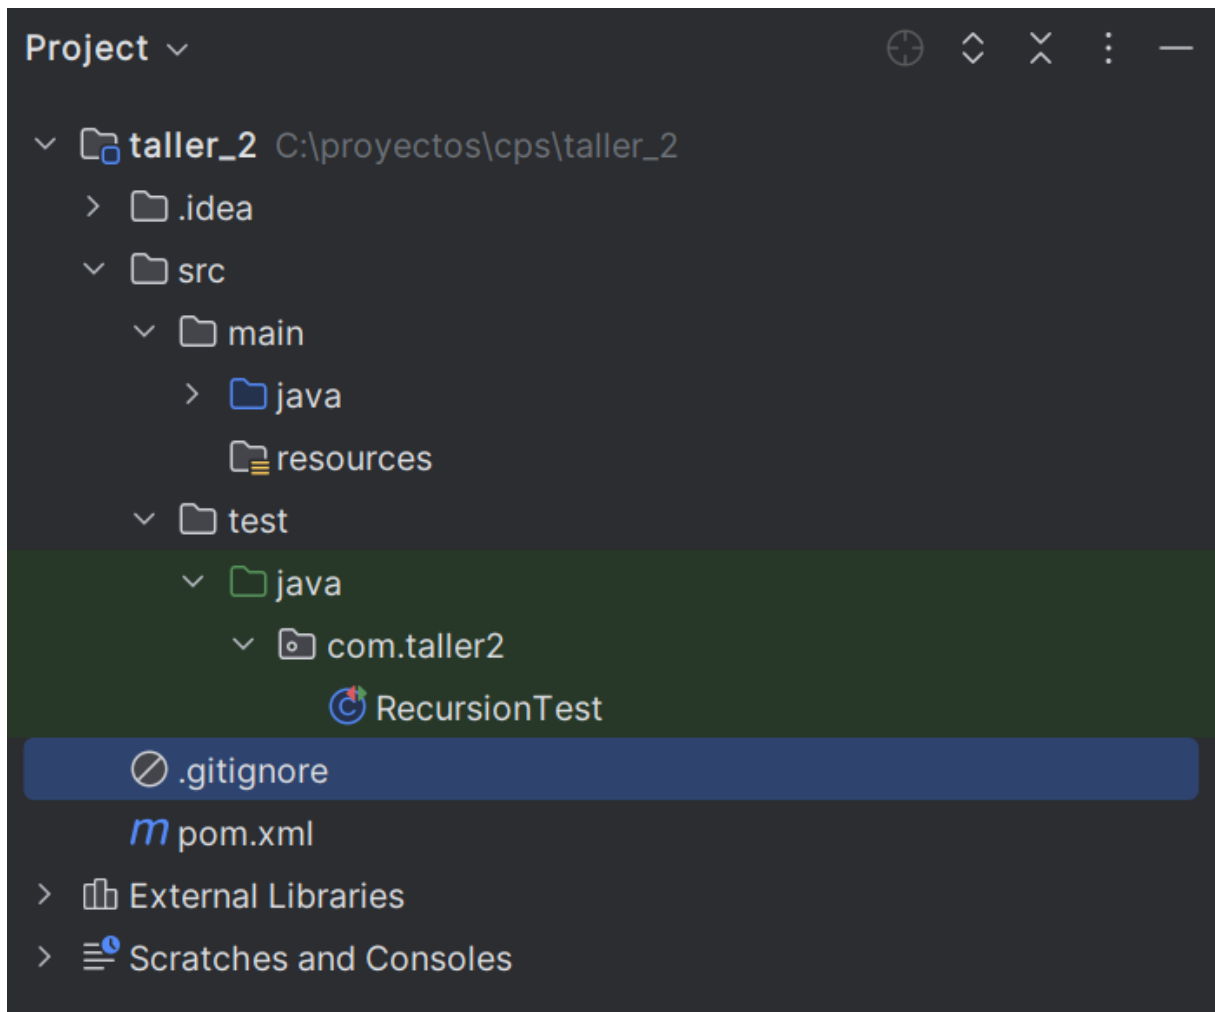 Project
taller_2 C:\proyectos\cps\taller_2
.idea
src
main
java
resources
test
java
com.taller2
RecursionTest
.gitignore
pom.xml
External Libraries
Scratches and Consoles